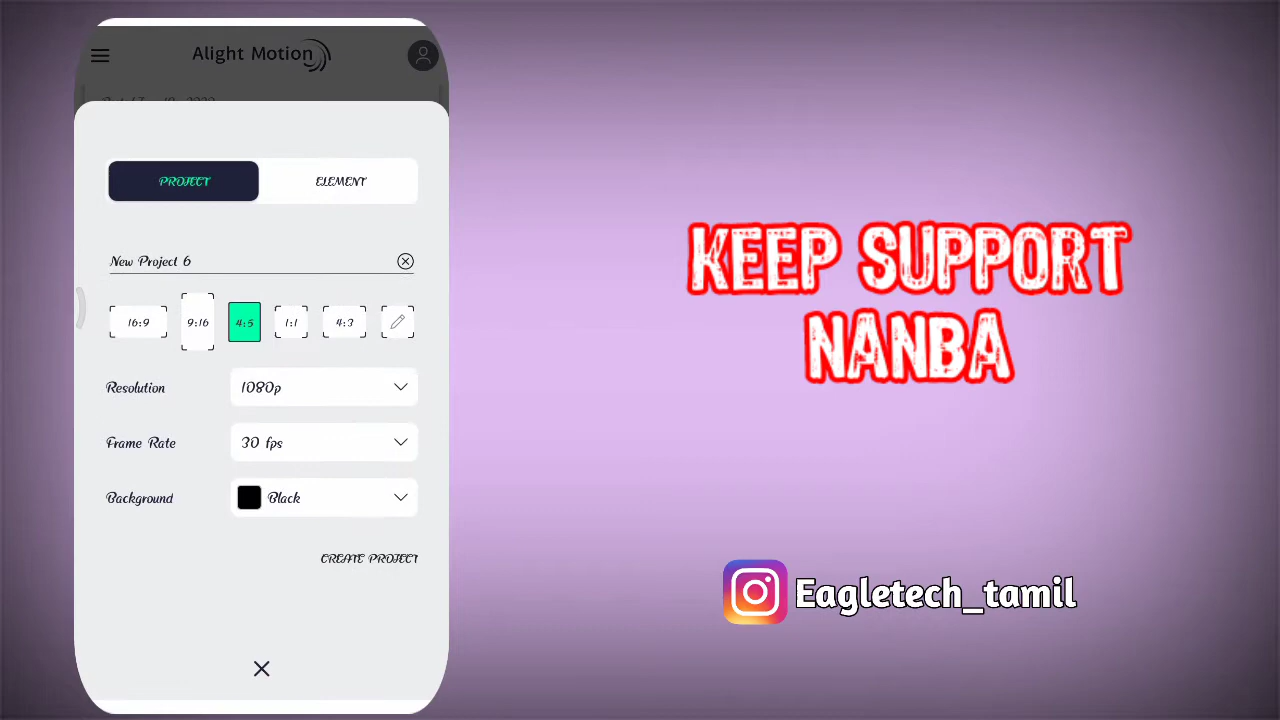 Alight Motion
PROJECT
ELEMENT
New Project 6
16:9
9:16
4:5
1:1
4:3
Resolution
1080p
Frame Rate
30 fps
Background
Black
CREATE PROJECT
KEEP SUPPORT
NANBA
Eagletech_tamil